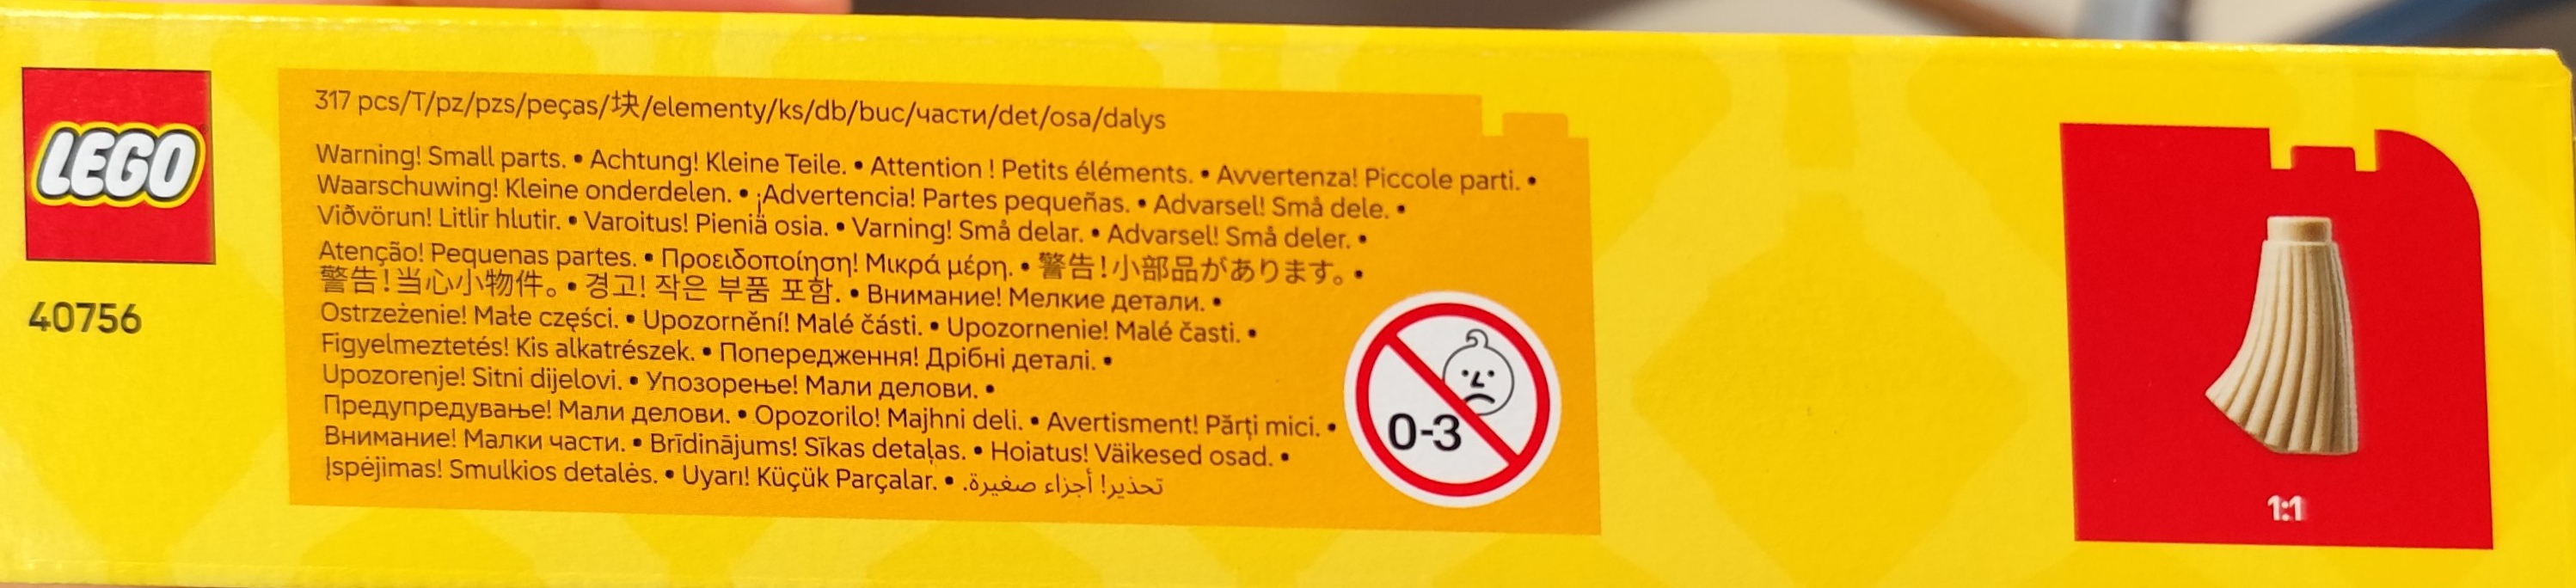 LEGO
40756
317 pcs/T/pz/pzs/peças/块/elementy/ks/db/buc/части/det/osa/dalys
Warning! Small parts. • Achtung! Kleine Teile. • Attention ! Petits éléments. • Avvertenza! Piccole parti. •
Waarschuwing! Kleine onderdelen. • ¡Advertencia! Partes pequeñas. • Advarsel! Små dele. •
Viðvörun! Litlir hlutir. • Varoitus! Pieniä osia. • Varning! Små delar. • Advarsel! Små deler. •
Atenção! Pequenas partes. • Προειδοποίηση! Μικρά μέρη. • 警告!小部品があります。 •
警告!当心小物件。 • 경고! 작은 부품 포함. • Внимание! Мелкие детали. •
Ostrzeżenie! Małe części. • Upozornění! Malé části. • Upozornenie! Malé časti. •
Figyelmeztetés! Kis alkatrészek. • Попередження! Дрібні деталі. •
Upozorenje! Sitni dijelovi. • Упозорење! Мали делови. •
Предупредување! Мали делови. • Opozorilo! Majhni deli. • Avertisment! Părți mici. •
Внимание! Малки части. • Brīdinājums! Sīkas detaļas. • Hoiatus! Väikesed osad. •
Įspėjimas! Smulkios detalės. • Uyarı! Küçük Parçalar. • تحذير! أجزاء صغيرة.
0-3
1:1